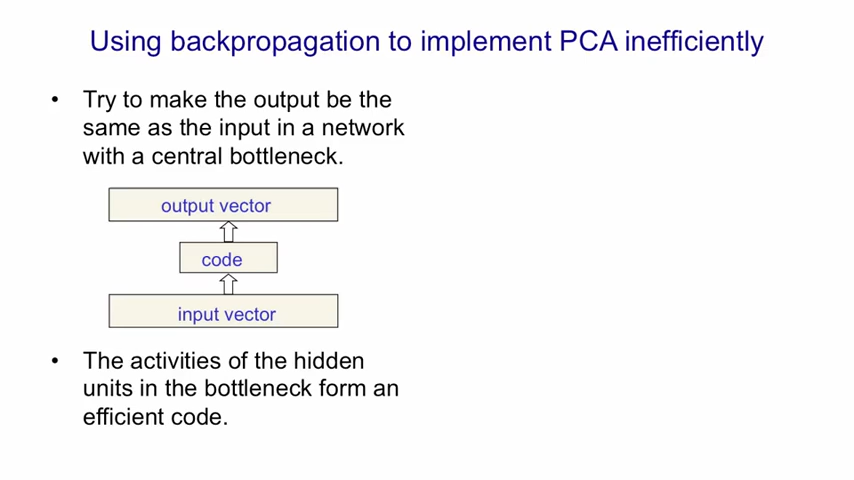 Using backpropagation to implement PCA inefficiently
• Try to make the output be the
same as the input in a network
with a central bottleneck.
output vector
code
input vector
• The activities of the hidden
units in the bottleneck form an
efficient code.